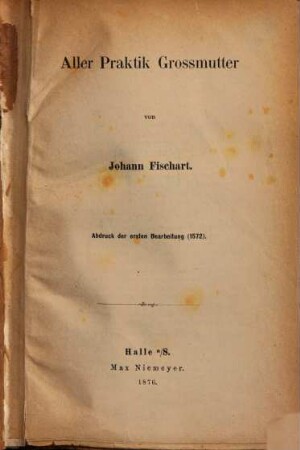 Aller Praktik Grossmutter
von
Johann Fischart.
Abdruck der ersten Bearbeitung (1572).
Halle a/S.
Max Niemeyer.
1876.